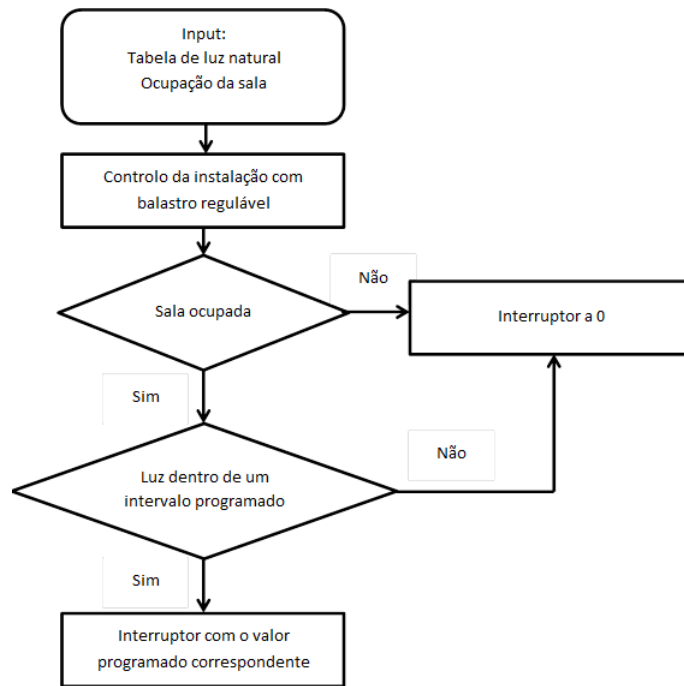 Input:
Tabela de luz natural
Ocupação da sala
Controlo da instalação com
balastro regulável
Não
Sala ocupada
Interruptor a 0
Sim
Não
Luz dentro de um
intervalo programado
Sim
Interruptor com o valor
programado correspondente